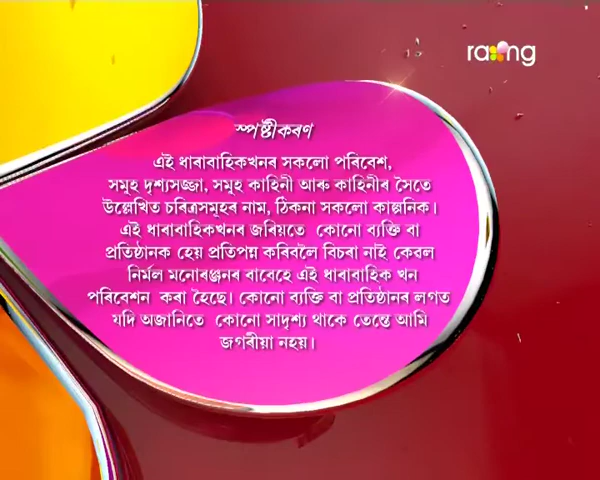 rang
স্পষ্টীকৰণ
এই ধাৰাবাহিকখনৰ সকলো পৰিবেশ,
সমূহ দৃশ্যসজ্জা, সমূহ কাহিনী আৰু কাহিনীৰ সৈতে
উল্লেখিত চৰিত্ৰসমূহৰ নাম, ঠিকনা সকলো কাল্পনিক।
এই ধাৰাবাহিকখনৰ জৰিয়তে কোনো ব্যক্তি বা
প্ৰতিষ্ঠানক হেয় প্ৰতিপন্ন কৰিবলৈ বিচৰা নাই কেৱল
নিৰ্মল মনোৰঞ্জনৰ বাবেহে এই ধাৰাবাহিক খন
পৰিবেশন কৰা হৈছে। কোনো ব্যক্তি বা প্ৰতিষ্ঠানৰ লগত
যদি অজানিতে কোনো সাদৃশ্য থাকে তেন্তে আমি
জগৰীয়া নহয়।